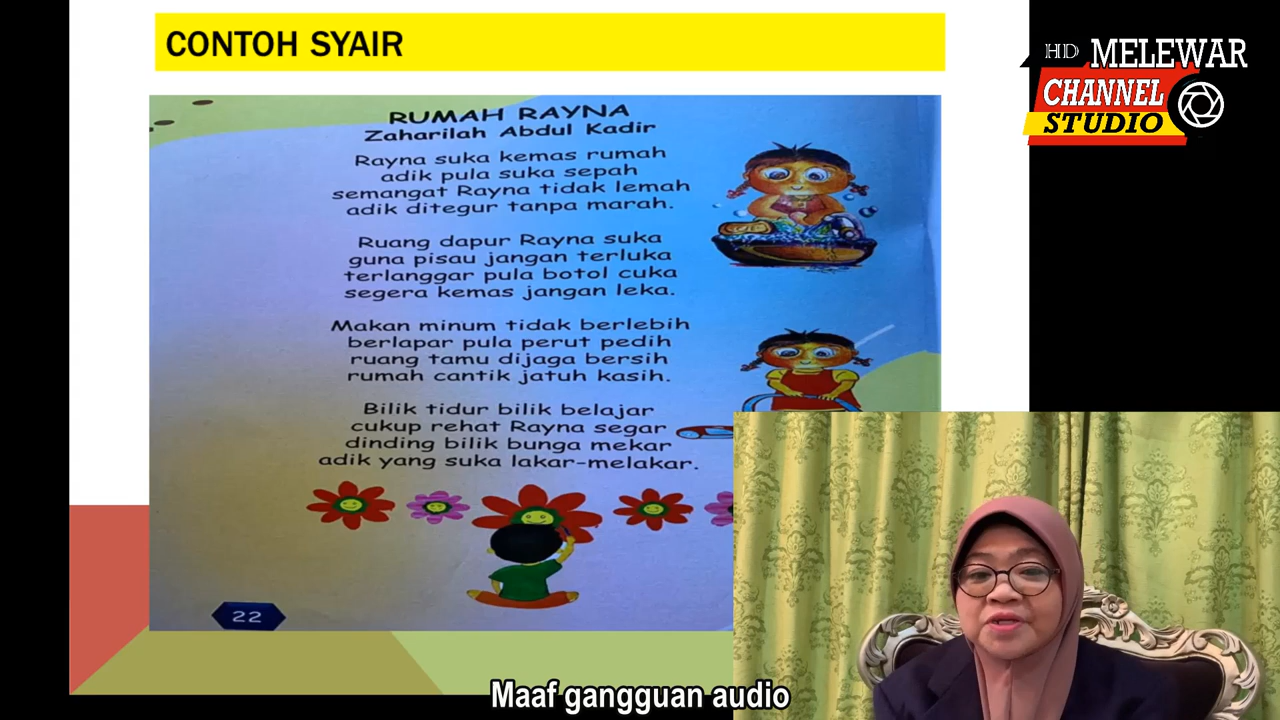 CONTOH SYAIR
HD MELEWAR
CHANNEL
STUDIO
RUMAH RAYNA
Zaharilah Abdul Kadir
Rayna suka kemas rumah
adik pula suka sepah
semangat Rayna tidak lemah
adik ditegur tanpa marah.
Ruang dapur Rayna suka
guna pisau jangan terluka
terlanggar pula botol cuka
segera kemas jangan leka.
Makan minum tidak berlebih
berlapar pula perut pedih
ruang tamu dijaga bersih
rumah cantik jatuh kasih.
Bilik tidur bilik belajar
cukup rehat Rayna segar
dinding bilik bunga mekar
adik yang suka lakar-melakar.
22
Maaf gangguan audio